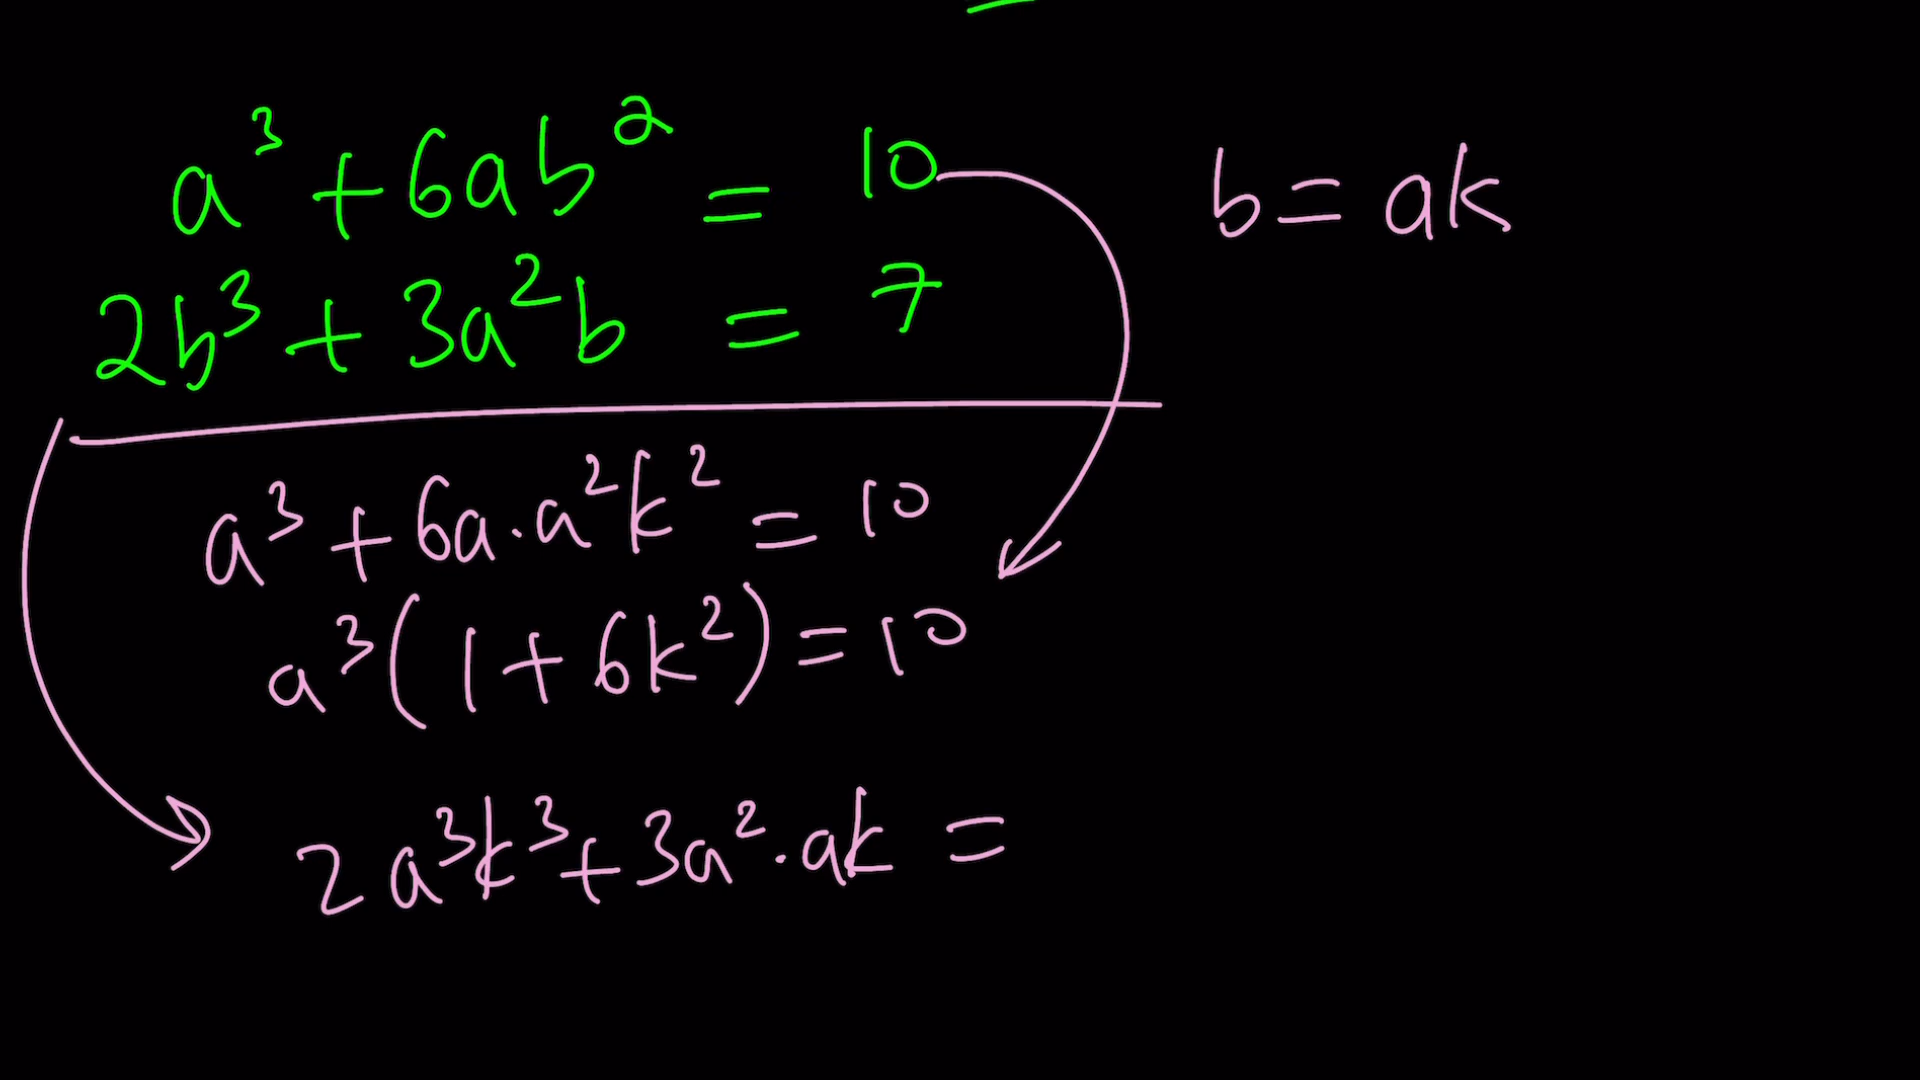 a³ + 6ab² = 10
b = ak
2b³ + 3a²b = 7
a³ + 6a·a²k² = 10
a³(1 + 6k²) = 10
2a³k³ + 3a²·ak =